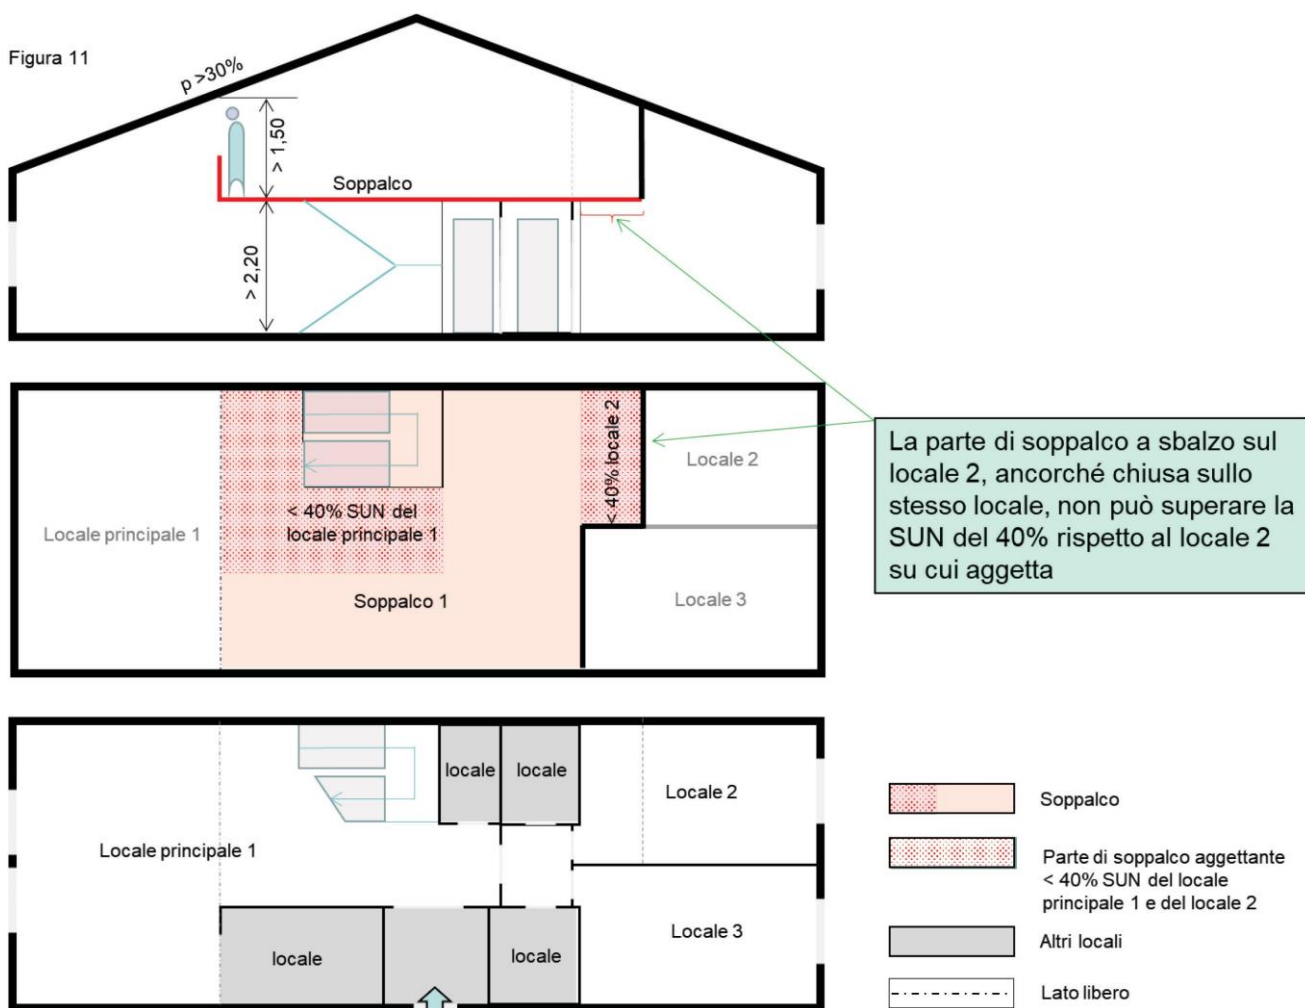 Figura 11
p >30%
> 1,50
Soppalco
> 2,20
< 40% locale 2
Locale 2
< 40% SUN del
locale principale 1
Locale principale 1
Soppalco 1
Locale 3
La parte di soppalco a sbalzo sul
locale 2, ancorché chiusa sullo
stesso locale, non può superare la
SUN del 40% rispetto al locale 2
su cui aggetta
locale
locale
Locale 2
Locale principale 1
locale
locale
Locale 3
Soppalco
Parte di soppalco aggettante
< 40% SUN del locale
principale 1 e del locale 2
Altri locali
Lato libero